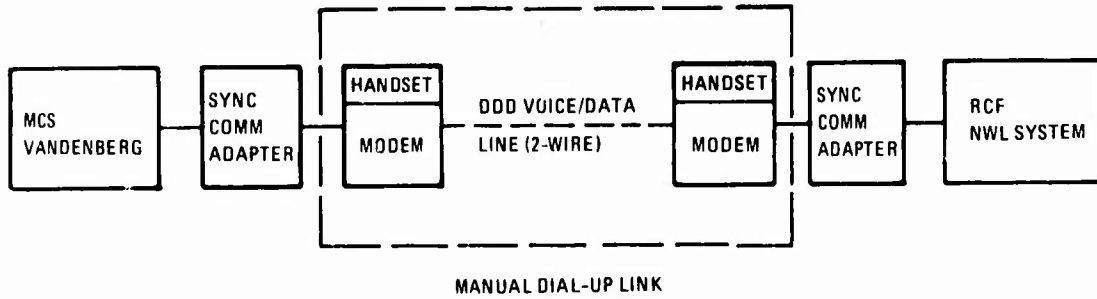 MCS
VANDENBERG
SYNC
COMM
ADAPTER
HANDSET
MODEM
DDD VOICE/DATA
LINE (2-WIRE)
HANDSET
MODEM
SYNC
COMM
ADAPTER
RCF
NWL SYSTEM
MANUAL DIAL-UP LINK